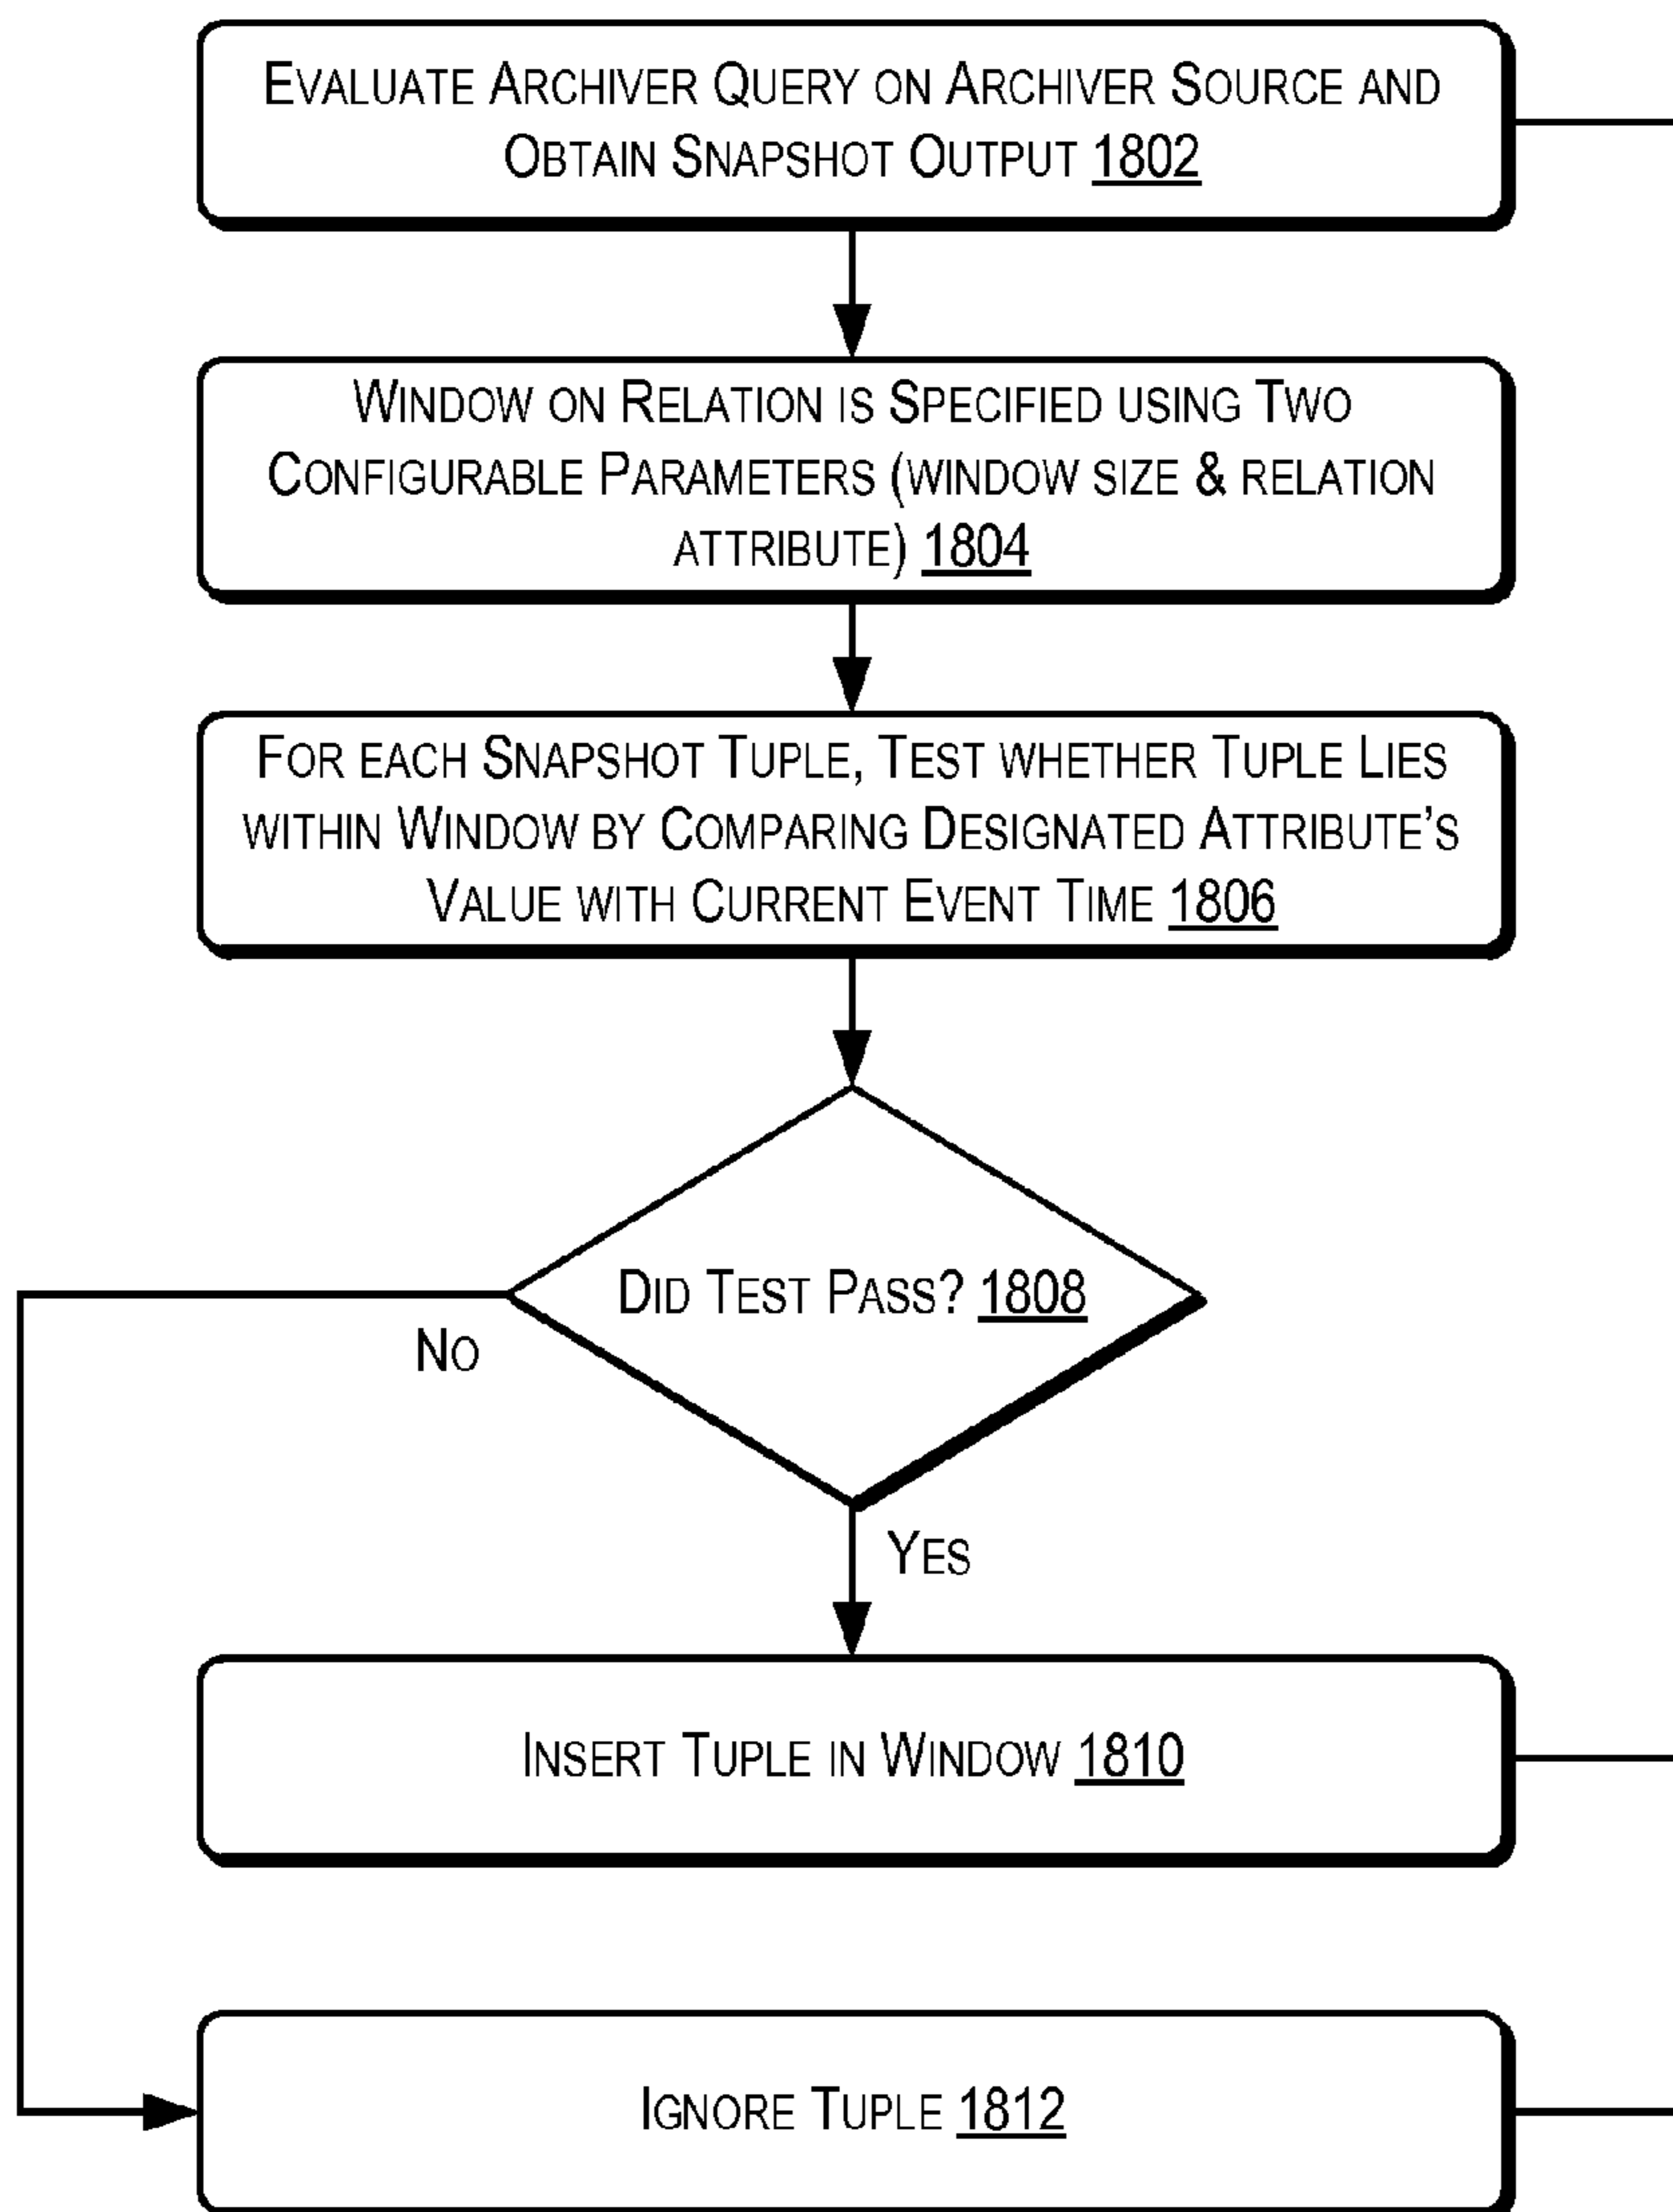 Evaluate Archiver Query on Archiver Source and
Obtain Snapshot Output 1802
Window on Relation is Specified using Two
Configurable Parameters (window size & relation
attribute) 1804
For each Snapshot Tuple, Test whether Tuple Lies
within Window by Comparing Designated Attribute's
Value with Current Event Time 1806
Did Test Pass? 1808
No
Yes
Insert Tuple in Window 1810
Ignore Tuple 1812